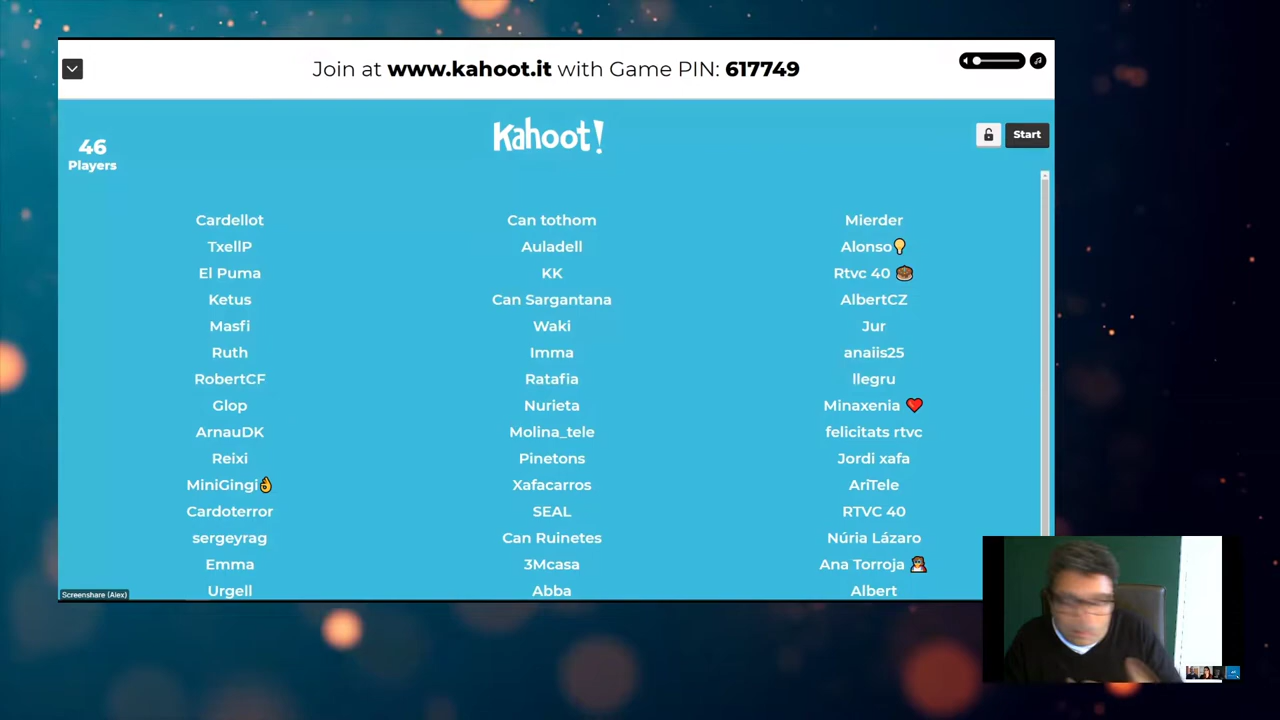 Join at www.kahoot.it with Game PIN: 617749
46
Players
Kahoot!
Start
Cardellot Can tothom Mierder
TxellP Auladell Alonso💡
El Puma KK Rtvc 40 🎂
Ketus Can Sargantana AlbertCZ
Masfi Waki Jur
Ruth Imma anaiis25
RobertCF Ratafia llegru
Glop Nurieta Minaxenia ❤️
ArnauDK Molina_tele felicitats rtvc
Reixi Pinetons Jordi xafa
MiniGingi👌 Xafacarros AriTele
Cardoterror SEAL RTVC 40
sergeyrag Can Ruinetes Núria Lázaro
Emma 3Mcasa Ana Torroja 👸
Urgell Abba Albert
Screenshare (Alex)